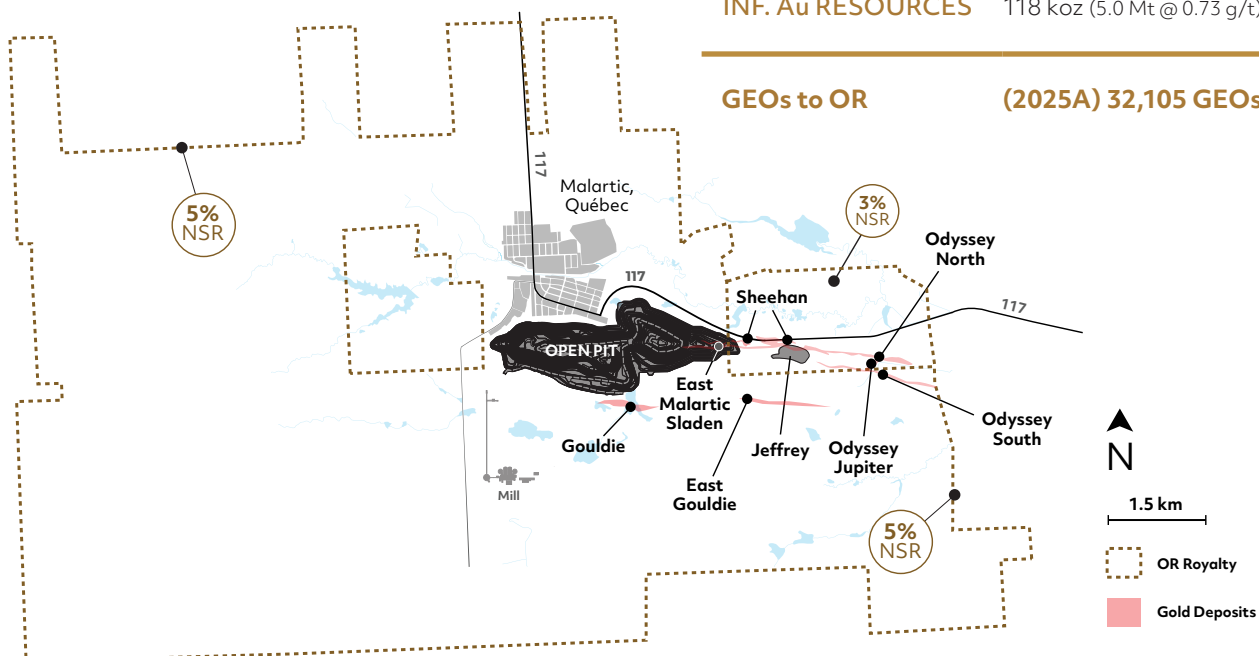 INF. Au RESOURCES 118 koz (5.0 Mt @ 0.73 g/t)
GEOs to OR (2025A) 32,105 GEOs
117
Malartic,
Québec
5%
NSR
3%
NSR
Odyssey
North
117
Sheehan
117
OPEN PIT
East
Malartic
Sladen
Gouldie
Jeffrey
Odyssey
Jupiter
Odyssey
South
East
Gouldie
Mill
5%
NSR
N
1.5 km
OR Royalty
Gold Deposits